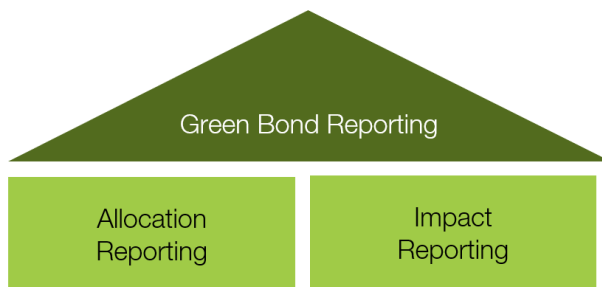 Green Bond Reporting
Allocation
Reporting
Impact
Reporting